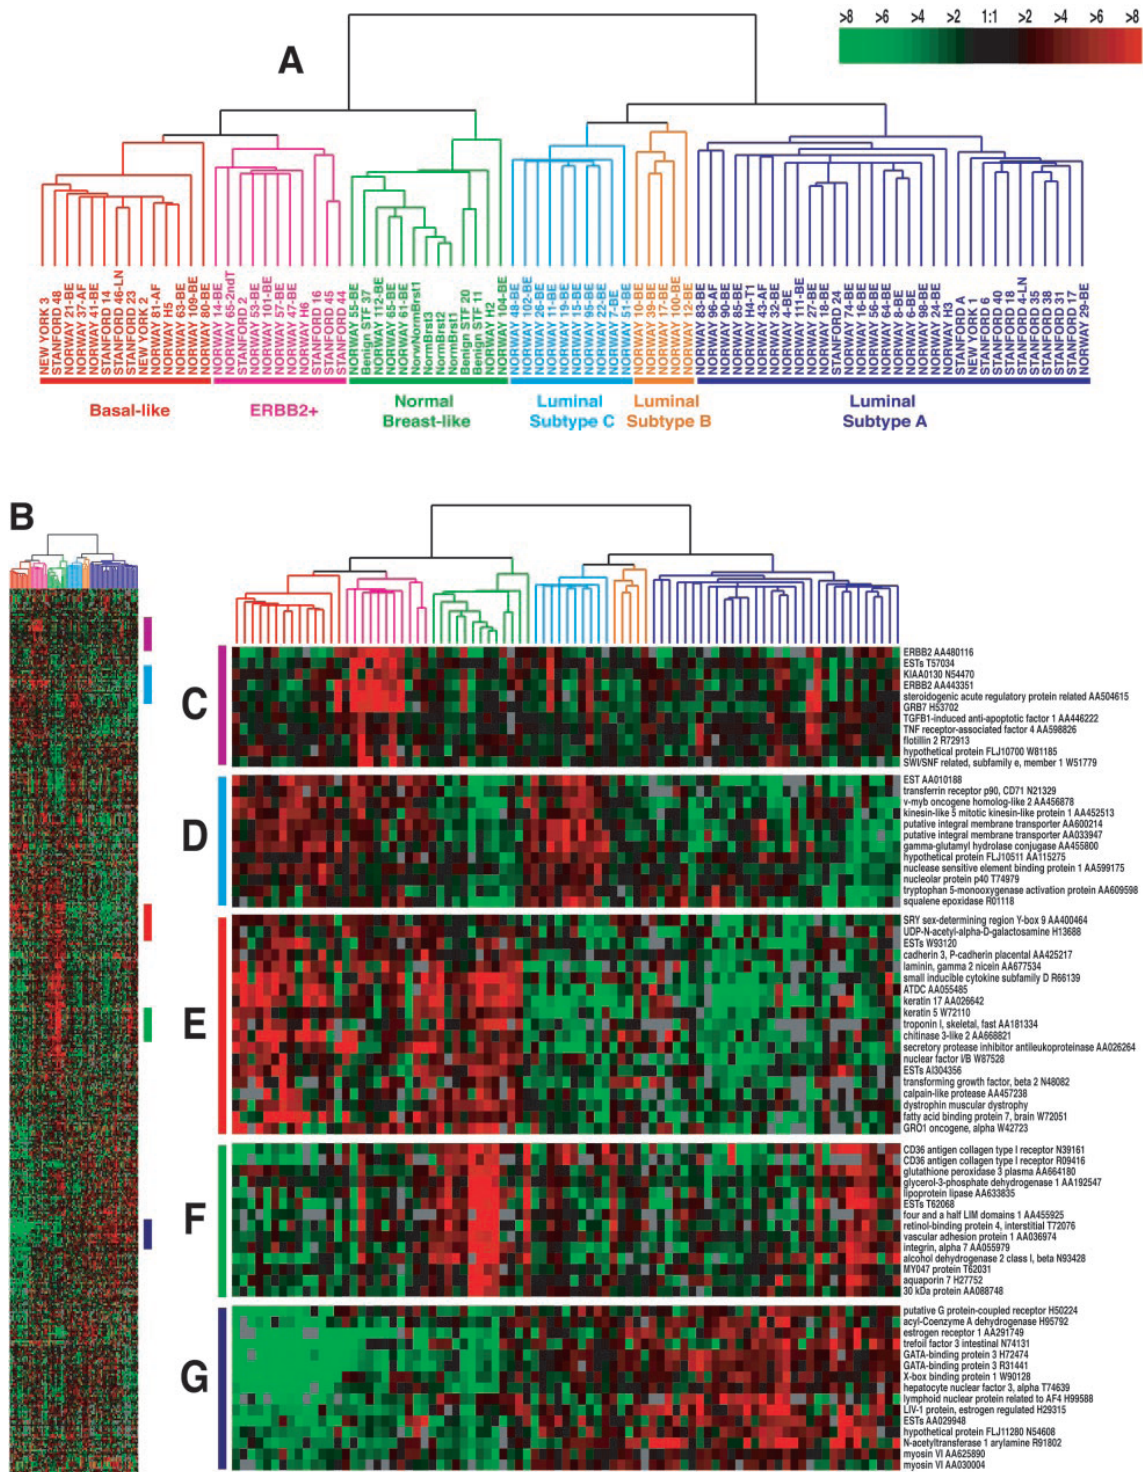 >8 >6 >4 >2 1:1 >2 >4 >6 >8
A
NEW YORK 3
STANFORD 48
NORWAY 21-BE
NORWAY 37-AF
NORWAY 41-BE
STANFORD 14
STANFORD 46-LN
STANFORD 23
NEW YORK 2
NORWAY 81-AF
H5
NORWAY 63-BE
NORWAY 109-BE
NORWAY 80-BE
NORWAY 14-BE
NORWAY 65-2ndT
STANFORD 2
NORWAY 53-BE
NORWAY 101-BE
NORWAY 57-BE
NORWAY 47-BE
H6
STANFORD 16
STANFORD 45
STANFORD 44
NORWAY 55-BE
Benign STF 37
NORWAY 112-BE
NORWAY 85-BE
NORWAY 61-BE
NorwNormBrst1
NormBrst3
NormBrst2
NormBrst1
Benign STF 20
Benign STF 11
H2
NORWAY 104-BE
NORWAY 48-BE
NORWAY 102-BE
NORWAY 26-BE
NORWAY 11-BE
NORWAY 19-BE
NORWAY 15-BE
NORWAY 95-BE
NORWAY 7-BE
NORWAY 51-BE
NORWAY 10-BE
NORWAY 39-BE
NORWAY 17-BE
NORWAY 100-BE
NORWAY 12-BE
NORWAY 83-BE
NORWAY 96-AF
NORWAY 90-BE
NORWAY 85-BE
H4-T1
NORWAY 43-AF
NORWAY 32-BE
NORWAY 4-BE
NORWAY 27-BE
NORWAY 18-BE
STANFORD 24
NORWAY 74-BE
NORWAY 16-BE
NORWAY 56-BE
NORWAY 64-BE
NORWAY 8-BE
NORWAY 6-BE
NORWAY 98-BE
NORWAY 24-BE
NORWAY H3
STANFORD A
NEW YORK 1
STANFORD 6
STANFORD 40
STANFORD 18
STANFORD 35
STANFORD 38
STANFORD 31
STANFORD 17
NORWAY 29-BE
Basal-like
ERBB2+
Normal
Breast-like
Luminal
Subtype C
Luminal
Subtype B
Luminal
Subtype A
B
C
ERBB2 AA480116
ESTs T57034
KIAA0130 N54470
ERBB2 AA443351
steroidogenic acute regulatory protein related AA504615
GRB7 H53702
TGFB1-induced anti-apoptotic factor 1 AA446222
TNF receptor-associated factor 4 AA598826
flotillin 2 R72913
hypothetical protein FLJ10700 W81185
SWI/SNF related, subfamily e, member 1 W51779
D
EST AA010188
transferrin receptor p90, CD71 N21329
v-myb oncogene homolog-like 2 AA456878
kinesin-like 5 mitotic kinesin-like protein 1 AA452513
putative integral membrane transporter AA600214
putative integral membrane transporter AA033947
gamma-glutamyl hydrolase conjugase AA455800
hypothetical protein FLJ10511 AA115275
nuclease sensitive element binding protein 1 AA599175
nucleolar protein p40 T74979
tryptophan 5-monooxygenase activation protein AA609598
squalene epoxidase R01118
E
SRY sex-determining region Y-box 9 AA400464
UDP-N-acetyl-alpha-D-galactosamine H13688
ESTs W93120
cadherin 3, P-cadherin placental AA425217
laminin, gamma 2 nicein AA677534
small inducible cytokine subfamily D R66139
ATDC AA055485
keratin 17 AA026642
keratin 5 W72110
troponin I, skeletal, fast AA181334
chitinase 3-like 2 AA668821
secretory protease inhibitor antileukoproteinase AA026264
nuclear factor I/B W87528
ESTs AI304356
transforming growth factor, beta 2 N48082
calpain-like protease AA457238
dystrophin muscular dystrophy
fatty acid binding protein 7, brain W72051
GRO1 oncogene, alpha W42723
F
CD36 antigen collagen type I receptor N39161
CD36 antigen collagen type I receptor R09416
glutathione peroxidase 3 plasma AA664180
glycerol-3-phosphate dehydrogenase 1 AA192547
lipoprotein lipase AA633835
ESTs T62068
four and a half LIM domains 1 AA455925
retinol-binding protein 4, interstitial T72076
vascular adhesion protein 1 AA036974
integrin, alpha 7 AA055979
alcohol dehydrogenase 2 class I, beta N93428
MY047 protein T62031
aquaporin 7 H27752
30 kDa protein AA088748
G
putative G protein-coupled receptor H50224
acyl-Coenzyme A dehydrogenase H95792
estrogen receptor 1 AA291749
trefoil factor 3 intestinal N74131
GATA-binding protein 3 H72474
GATA-binding protein 3 R31441
X-box binding protein 1 W90128
hepatocyte nuclear factor 3, alpha T74639
lymphoid nuclear protein related to AF4 H99588
LIV-1 protein, estrogen regulated H29315
ESTs AA029948
hypothetical protein FLJ11280 N54608
N-acetyltransferase 1 arylamine R91802
myosin VI AA625890
myosin VI AA030004